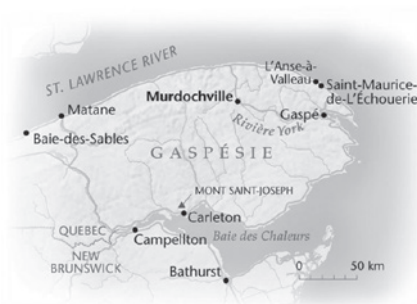 ST. LAWRENCE RIVER
L'Anse-à-
Valleau
Saint-Maurice-
de-L'Échouerie
Murdochville
Matane
Gaspé
Rivière York
Baie-des-Sables
GASPÉSIE
MONT SAINT-JOSEPH
Carleton
QUEBEC
Campellton
Baie des Chaleurs
NEW
BRUNSWICK
Bathurst
0 50 km